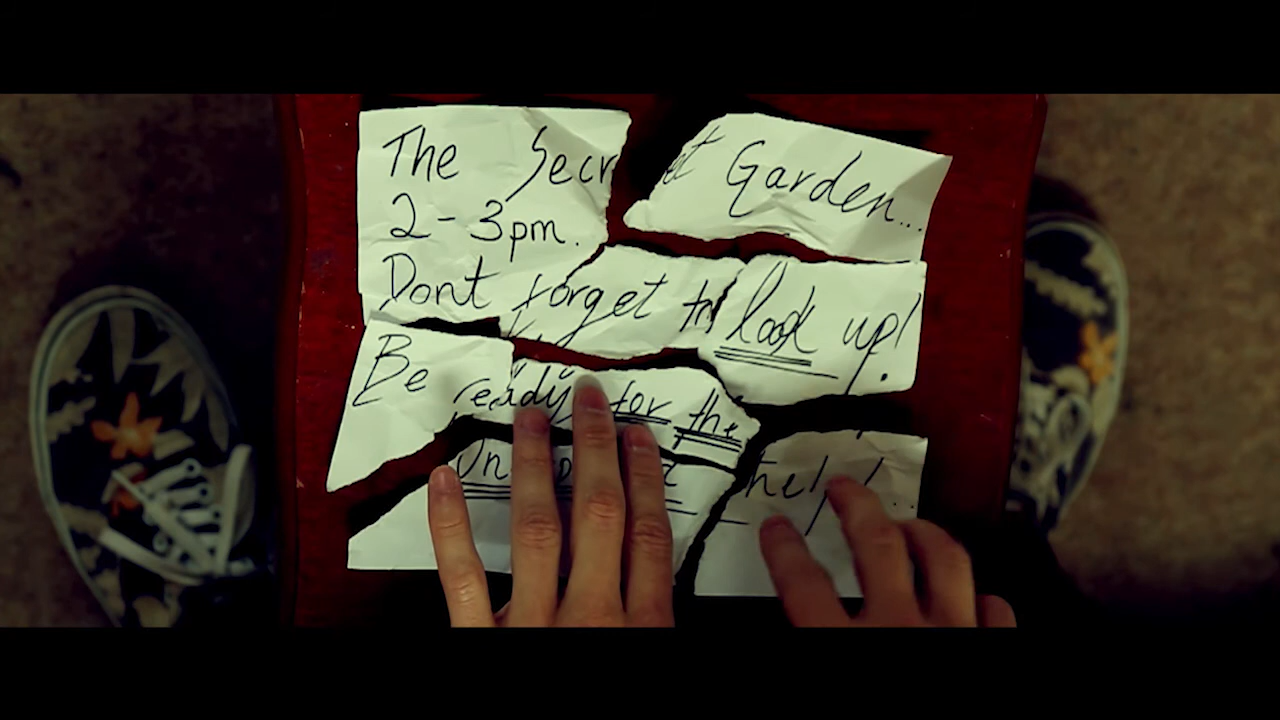 The Secret Garden...
2-3pm.
Dont forget to look up!
Be ready for the
help!...